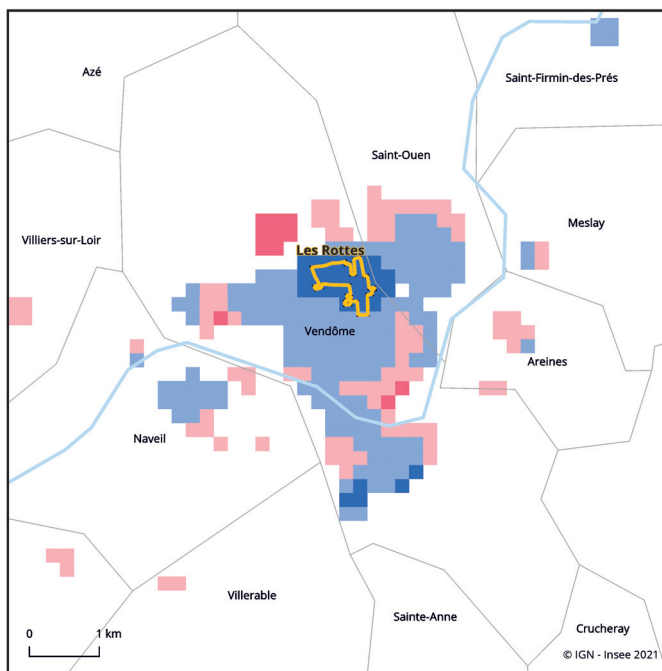 Azé
Saint-Firmin-des-Prés
Saint-Ouen
Meslay
Villiers-sur-Loir
Les Rottes
Vendôme
Areines
Naveil
Villerable
Sainte-Anne
Crucheray
0 1 km
© IGN - Insee 2021